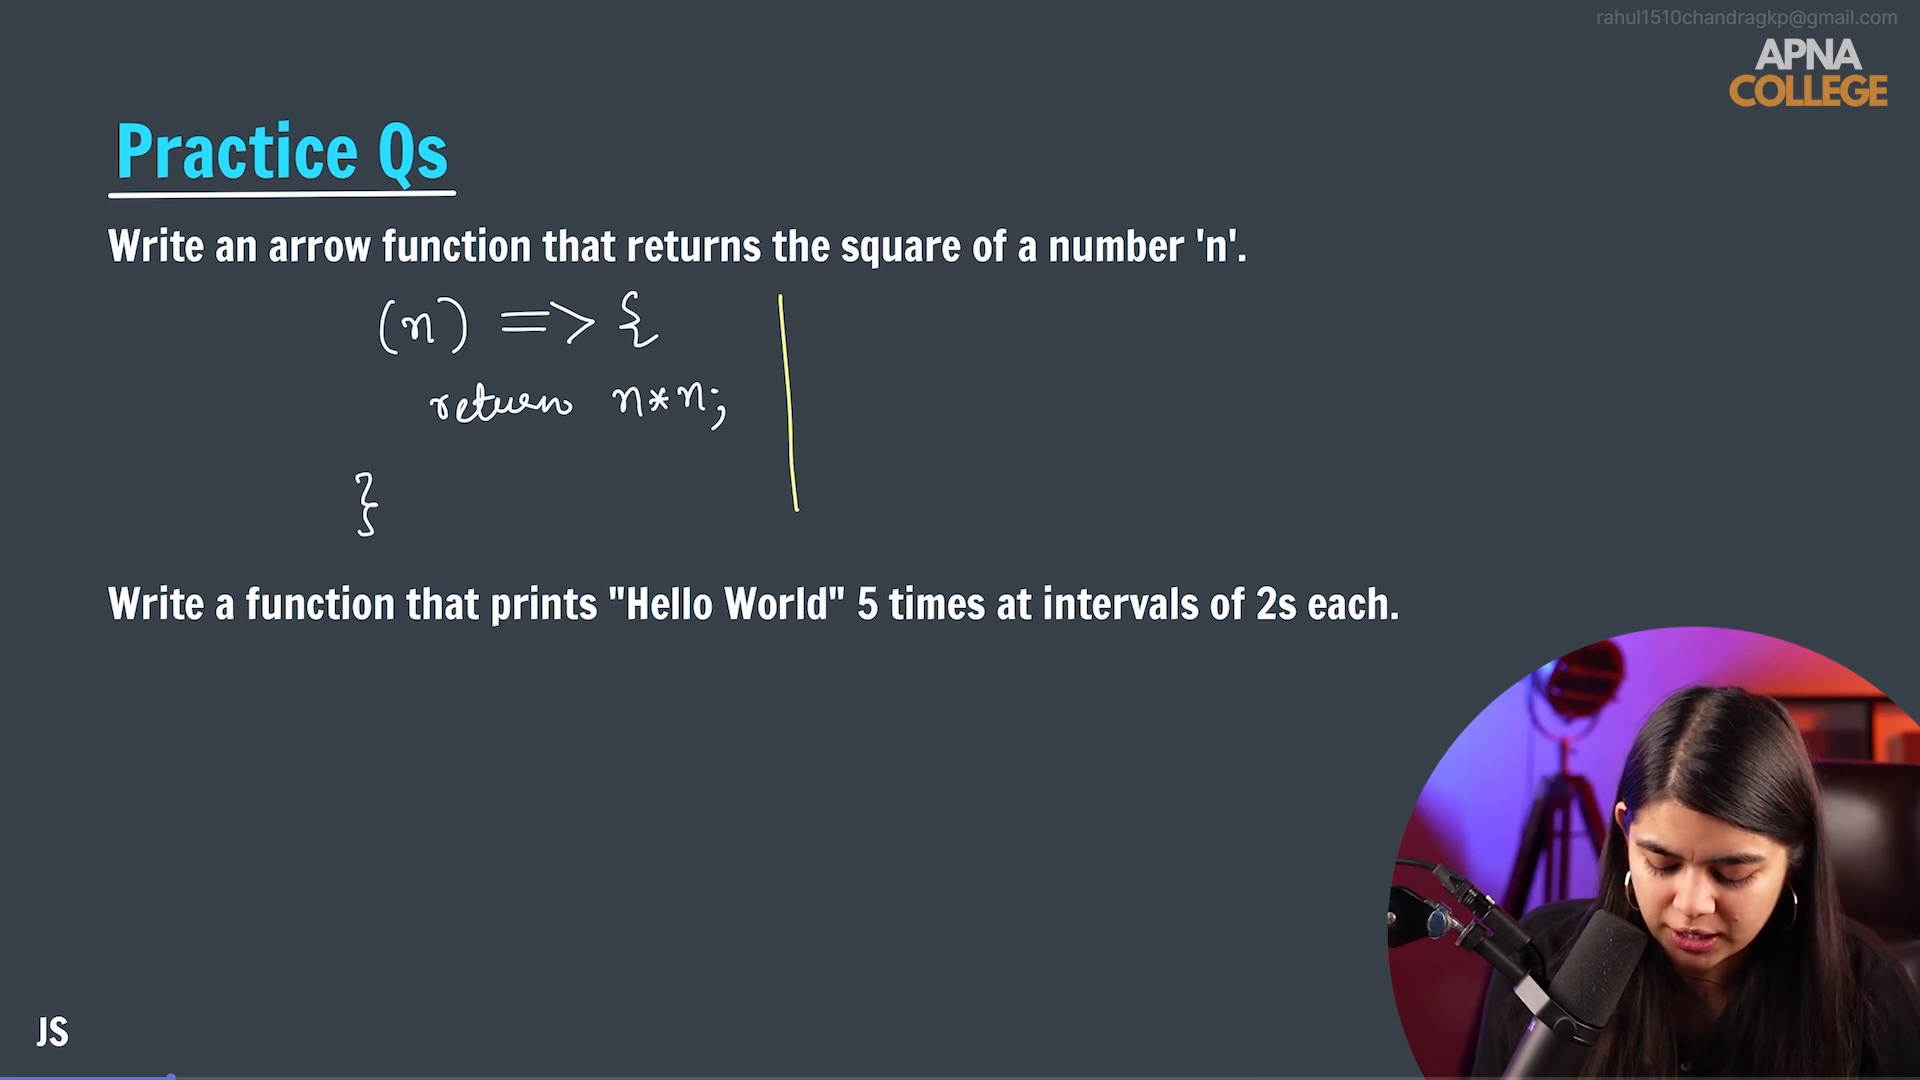 rahul1510chandragkp@gmail.com
APNA
COLLEGE
Practice Qs
Write an arrow function that returns the square of a number 'n'.
(n) => {
return n*n;
}
Write a function that prints "Hello World" 5 times at intervals of 2s each.
JS